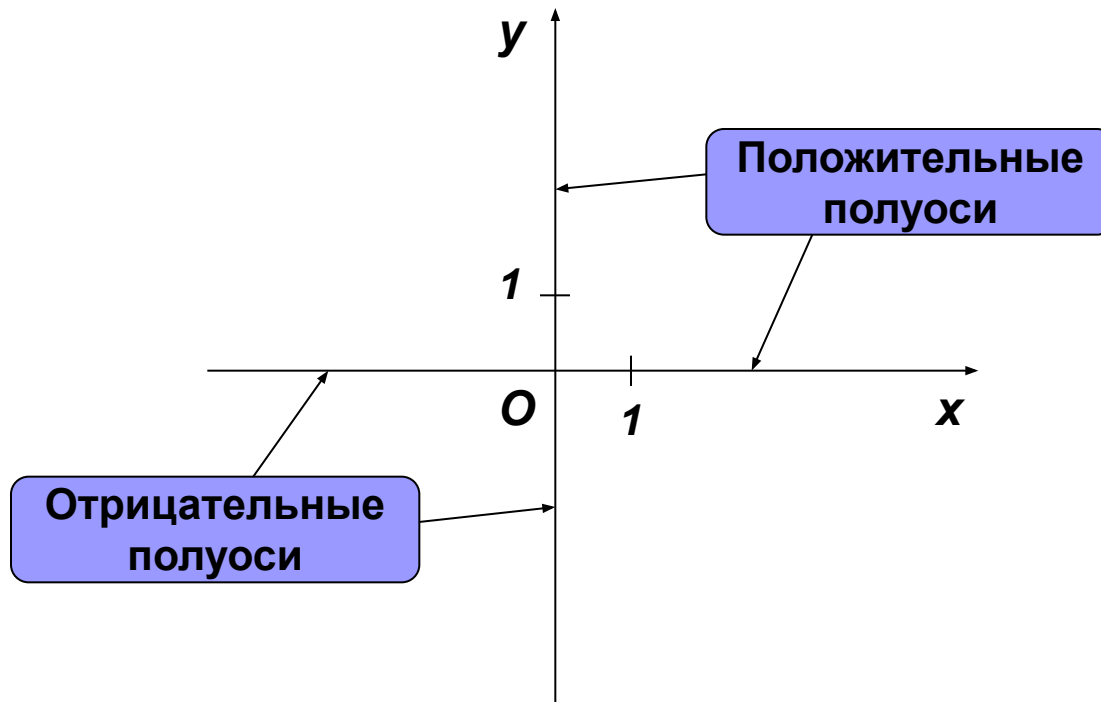 y
Положительные
полуоси
1
O
1
x
Отрицательные
полуоси